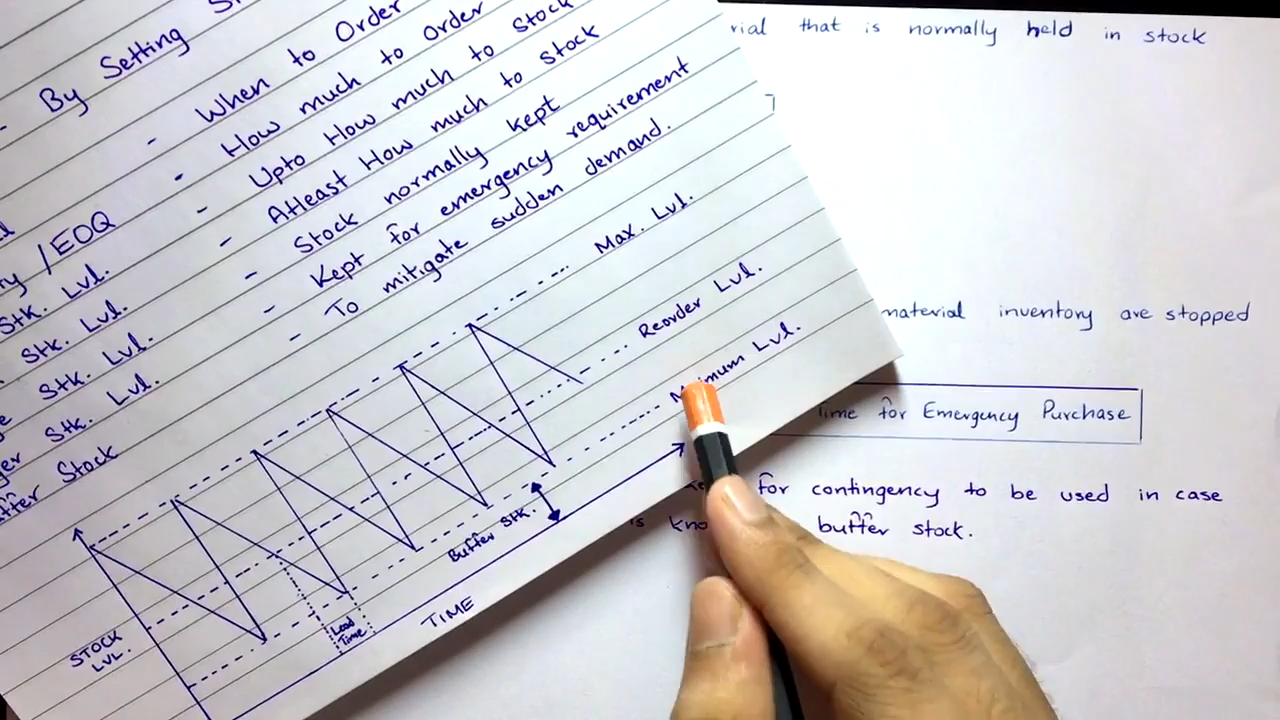 - By Setting
- When to Order
- How much to order
/EOQ - Upto How much to stock
Stk. Lvl. - Atleast How much to stock
Stk. Lvl. - Stock normally kept
Stk. Lvl. - Kept for emergency requirement
Stk. Lvl. - To mitigate sudden demand.
Stock
Max. Lvl.
Reorder Lvl.
Minimum Lvl.
Buffer Stk.
Lead
Time
TIME
STOCK
LVL.
that is normally held in stock
material inventory are stopped
Time for Emergency Purchase
for contingency to be used in case
is buffer stock.